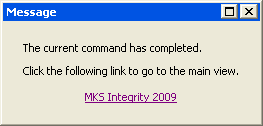 Message
The current command has completed.
Click the following link to go to the main view.
MKS Integrity 2009